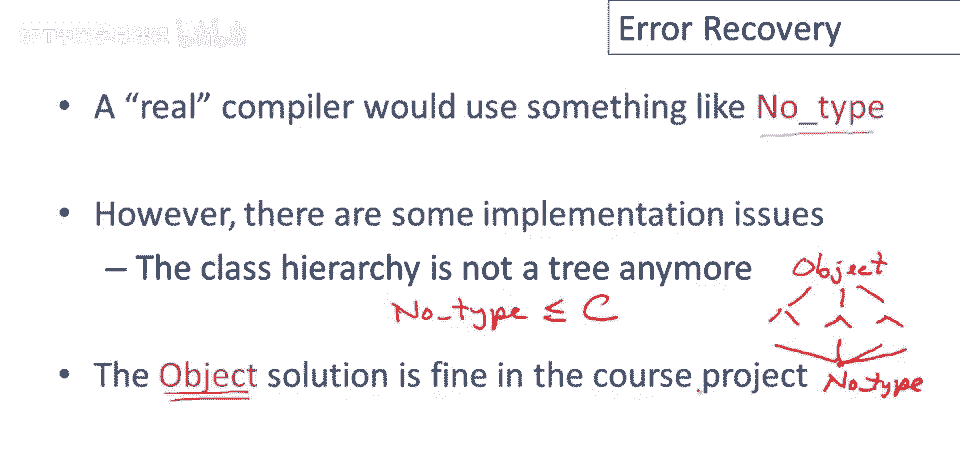 Error Recovery
• A “real” compiler would use something like No_type
• However, there are some implementation issues
– The class hierarchy is not a tree anymore
Object
No_type ≤ C
• The Object solution is fine in the course project
No_type